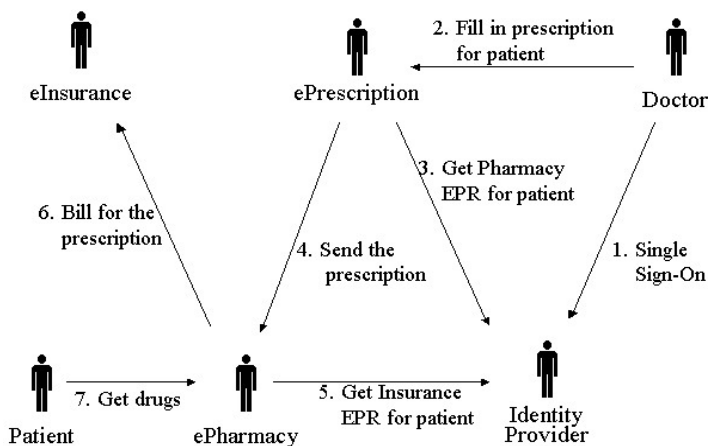 2. Fill in prescription
for patient
eInsurance
ePrescription
Doctor
3. Get Pharmacy
EPR for patient
6. Bill for the
prescription
4. Send the
prescription
1. Single
Sign-On
7. Get drugs
5. Get Insurance
EPR for patient
Patient
ePharmacy
Identity
Provider